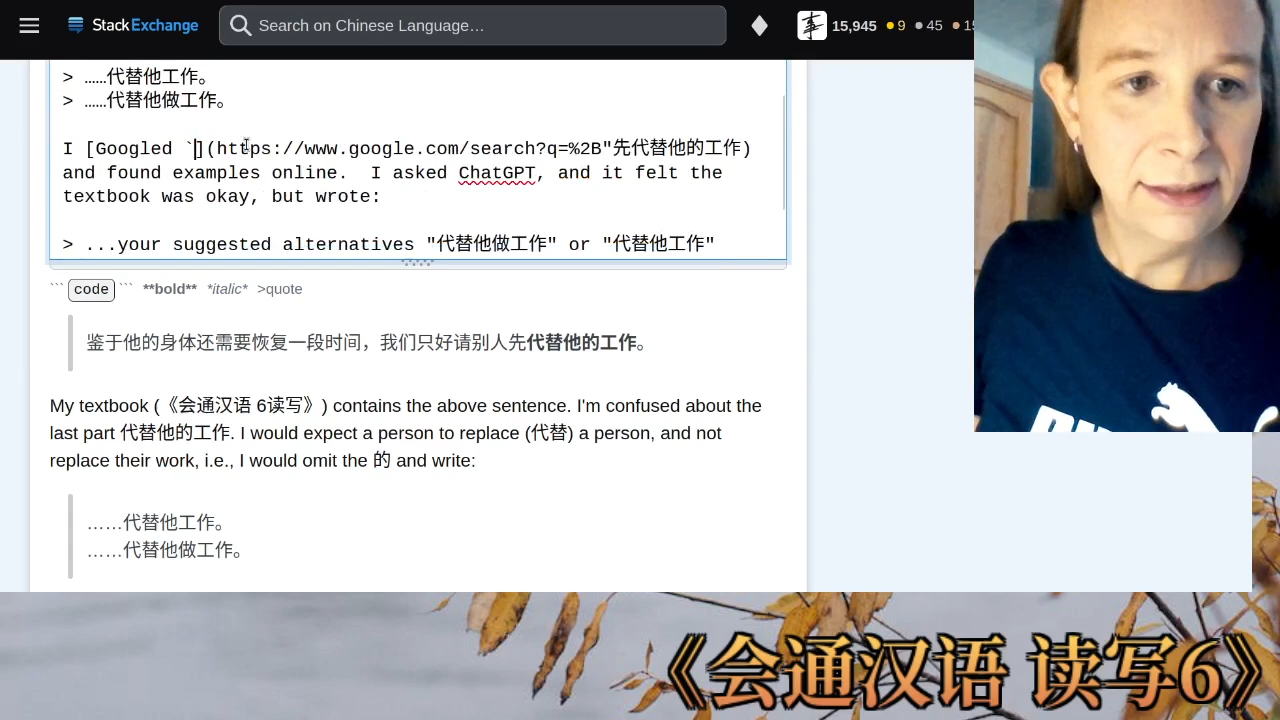 StackExchange
Search on Chinese Language…
15,945
9
45
> ……代替他工作。
> ……代替他做工作。
I [Googled `](https://www.google.com/search?q=%2B"先代替他的工作)
and found examples online.  I asked ChatGPT, and it felt the
textbook was okay, but wrote:
> ...your suggested alternatives "代替他做工作" or "代替他工作"
``` code ``` **bold** *italic* >quote
鉴于他的身体还需要恢复一段时间，我们只好请别人先代替他的工作。
My textbook (《会通汉语 6读写》) contains the above sentence. I'm confused about the
last part 代替他的工作. I would expect a person to replace (代替) a person, and not
replace their work, i.e., I would omit the 的 and write:
……代替他工作。
……代替他做工作。
《会通汉语 读写6》